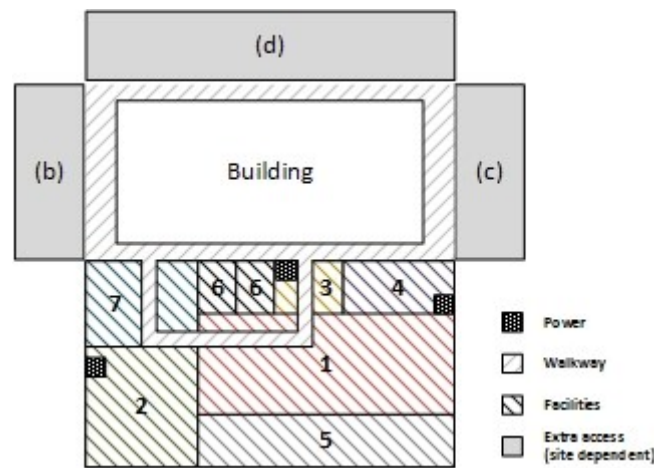 (d)
(b)
Building
(c)
7
6
6
3
4
2
1
5
Power
Walkway
Facilities
Extra access
(site dependent)